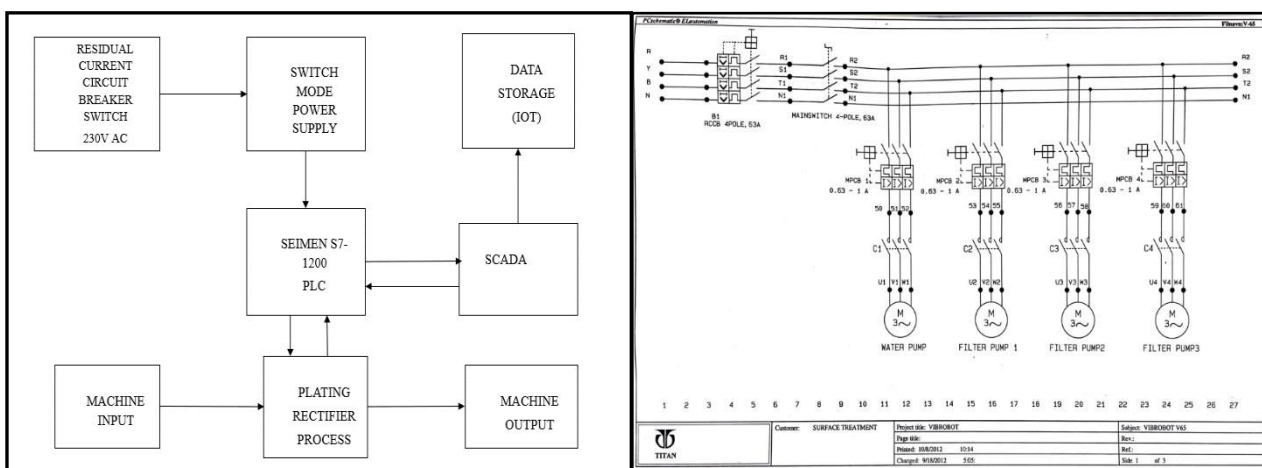 RESIDUAL
CURRENT
CIRCUIT
BREAKER
SWITCH
230V AC
SWITCH
MODE
POWER
SUPPLY
DATA
STORAGE
(IOT)
SEIMEN S7-
1200
PLC
SCADA
MACHINE
INPUT
PLATING
RECTIFIER
PROCESS
MACHINE
OUTPUT
PCschematic® ELautomation
Filnavn:V-65
R
Y
B
N
R1
S1
T1
N1
R2
S2
T2
N1
R2
S2
T2
N1
B1
RCCB 4POLE, 63A
MAINSWITCH 4-POLE, 63A
MPCB 1
0.63 - 1 A
MPCB 2
0.63 - 1 A
MPCB 3
0.63 - 1 A
MPCB 4
0.63 - 1 A
50 51 52
53 54 55
56 57 58
59 60 61
C1
C2
C3
C4
U1 V1 W1
U2 V2 W2
U3 V3 W3
U4 V4 W4
M
3~
M
3~
M
3~
M
3~
WATER PUMP
FILTER PUMP 1
FILTER PUMP2
FILTER PUMP3
1 2 3 4 5 6 7 8 9 10 11 12 13 14 15 16 17 18 19 20 21 22 23 24 25 26 27
TITAN
Customer: SURFACE TREATMENT
Project title: VIBROBOT
Page title:
Printed: 10/8/2012 10:14
Changed: 9/18/2012 5:05:
Subject: VIBROBOT V65
Rev.:
Ref.:
Side 1 of 5